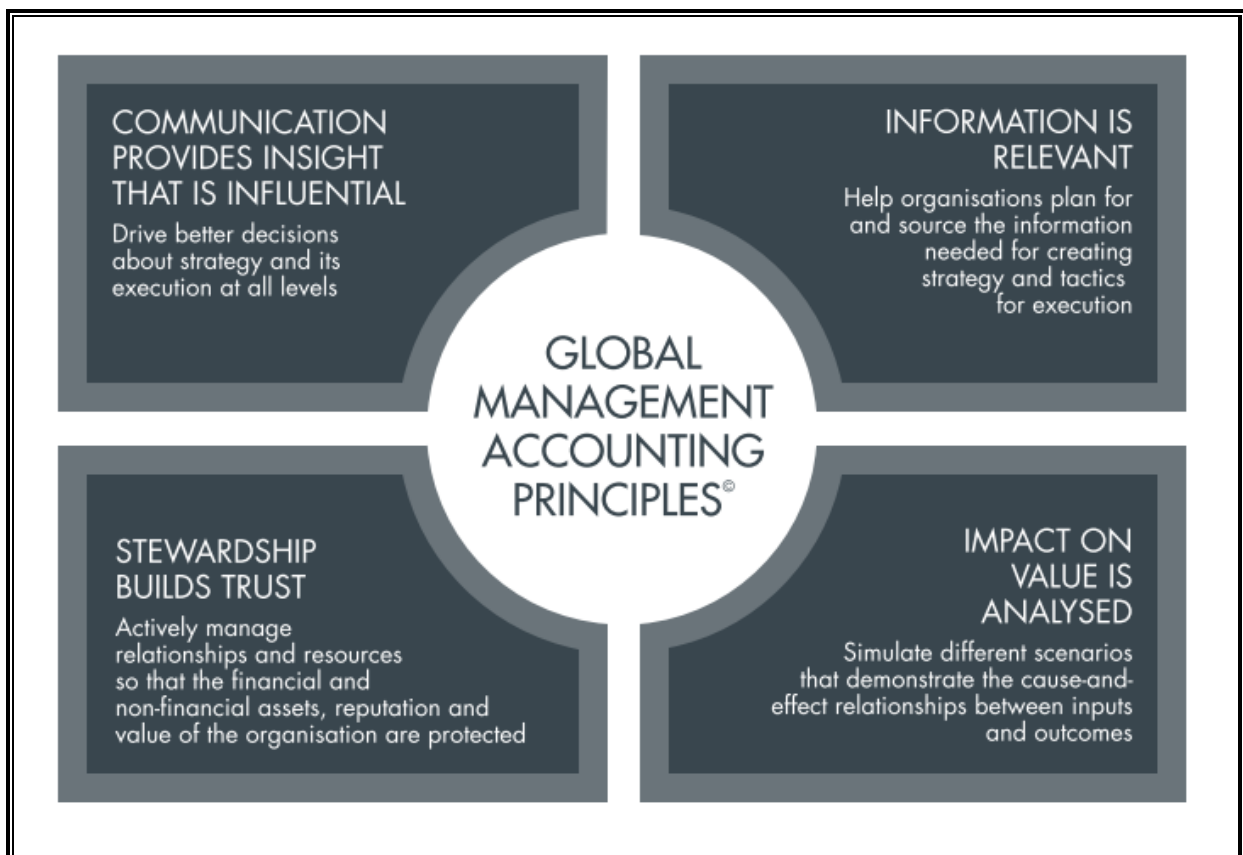 COMMUNICATION
PROVIDES INSIGHT
THAT IS INFLUENTIAL
Drive better decisions
about strategy and its
execution at all levels
INFORMATION IS
RELEVANT
Help organisations plan for
and source the information
needed for creating
strategy and tactics
for execution
GLOBAL
MANAGEMENT
ACCOUNTING
PRINCIPLES©
STEWARDSHIP
BUILDS TRUST
Actively manage
relationships and resources
so that the financial and
non-financial assets, reputation and
value of the organisation are protected
IMPACT ON
VALUE IS
ANALYSED
Simulate different scenarios
that demonstrate the cause-and-
effect relationships between inputs
and outcomes